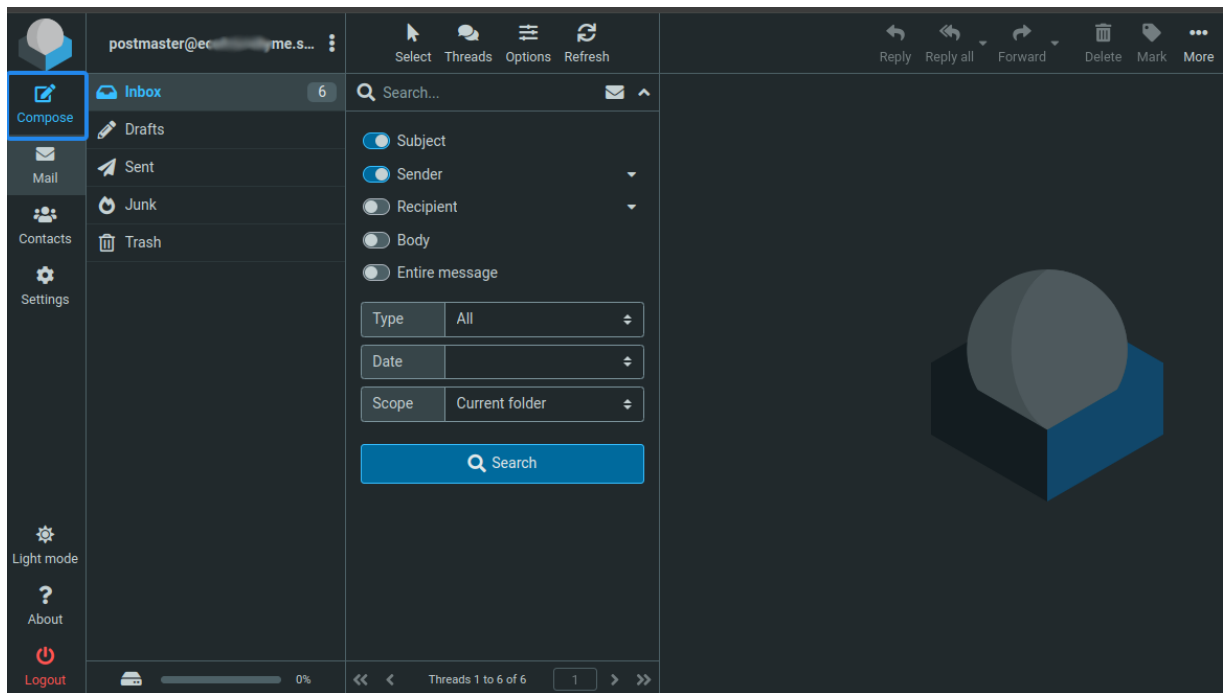 postmaster@ec me.s...
Select Threads Options Refresh
Reply Reply all Forward Delete Mark More
Compose
Mail
Contacts
Settings
Light mode
About
Logout
Inbox 6
Drafts
Sent
Junk
Trash
0%
Search...
Subject
Sender
Recipient
Body
Entire message
Type All
Date
Scope Current folder
Search
Threads 1 to 6 of 6 1